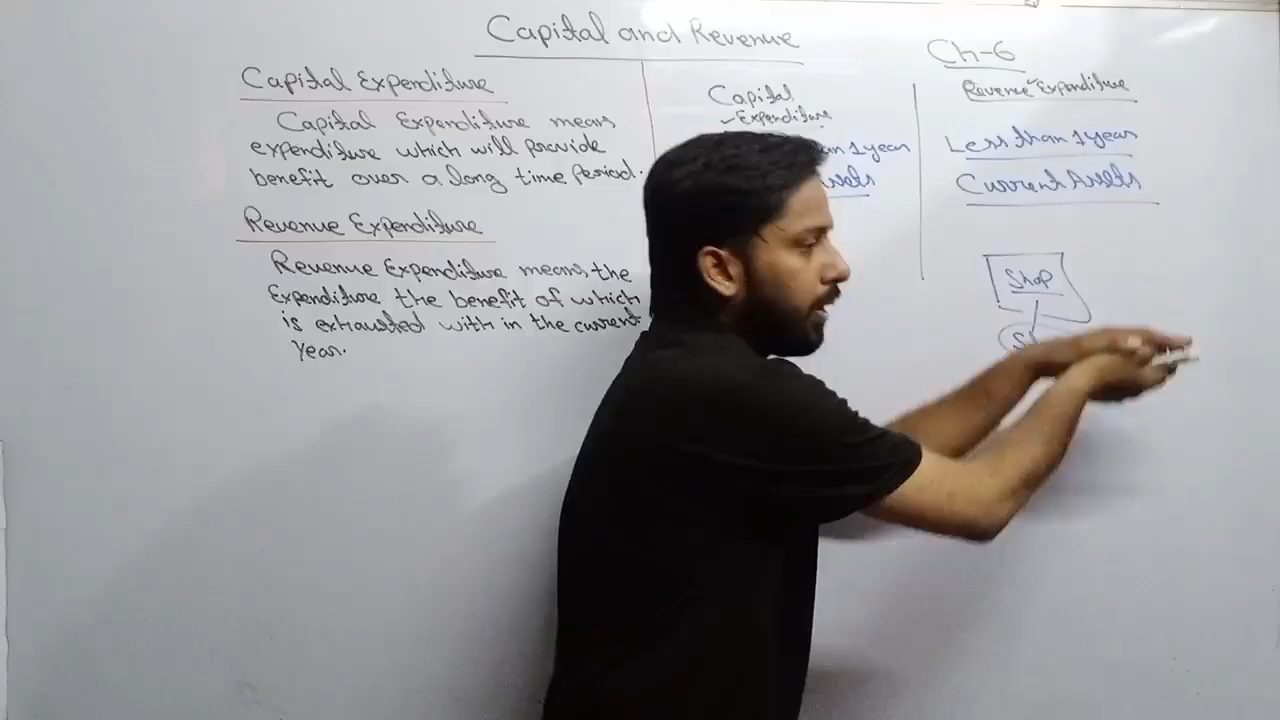 Capital and Revenue
Ch-6
Capital Expenditure
Capital Expenditure means
expenditure which will provide
benefit over a long time Period.
Revenue Expenditure
Revenue Expenditure means the
Expenditure the benefit of which
is exhausted with in the current
Year.
Capital
- Expenditure
1 year
Revenue Expenditure
Less than 1 year
Current Assets
Shop